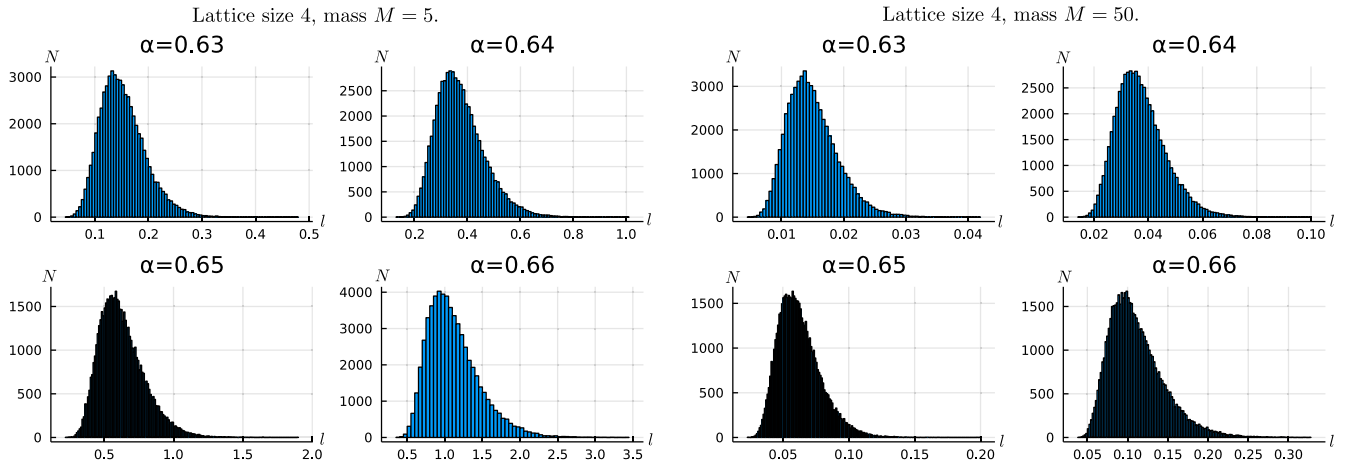 Lattice size 4, mass M = 5.
Lattice size 4, mass M = 50.
α=0.63
N
3000
2000
1000
0
0.1 0.2 0.3 0.4 0.5 l
α=0.64
N
2500
2000
1500
1000
500
0
0.2 0.4 0.6 0.8 1.0 l
α=0.63
N
3000
2000
1000
0
0.01 0.02 0.03 0.04 l
α=0.64
N
2500
2000
1500
1000
500
0
0.02 0.04 0.06 0.08 0.10 l
α=0.65
N
1500
1000
500
0
0.5 1.0 1.5 2.0 l
α=0.66
N
4000
3000
2000
1000
0
0.5 1.0 1.5 2.0 2.5 3.0 3.5 l
α=0.65
N
1500
1000
500
0
0.05 0.10 0.15 0.20 l
α=0.66
N
1500
1000
500
0
0.05 0.10 0.15 0.20 0.25 0.30 l